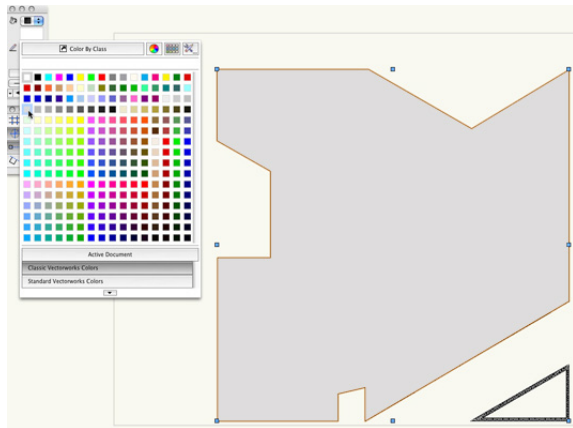 Color By Class
Active Document
Classic Vectorworks Colors
Standard Vectorworks Colors